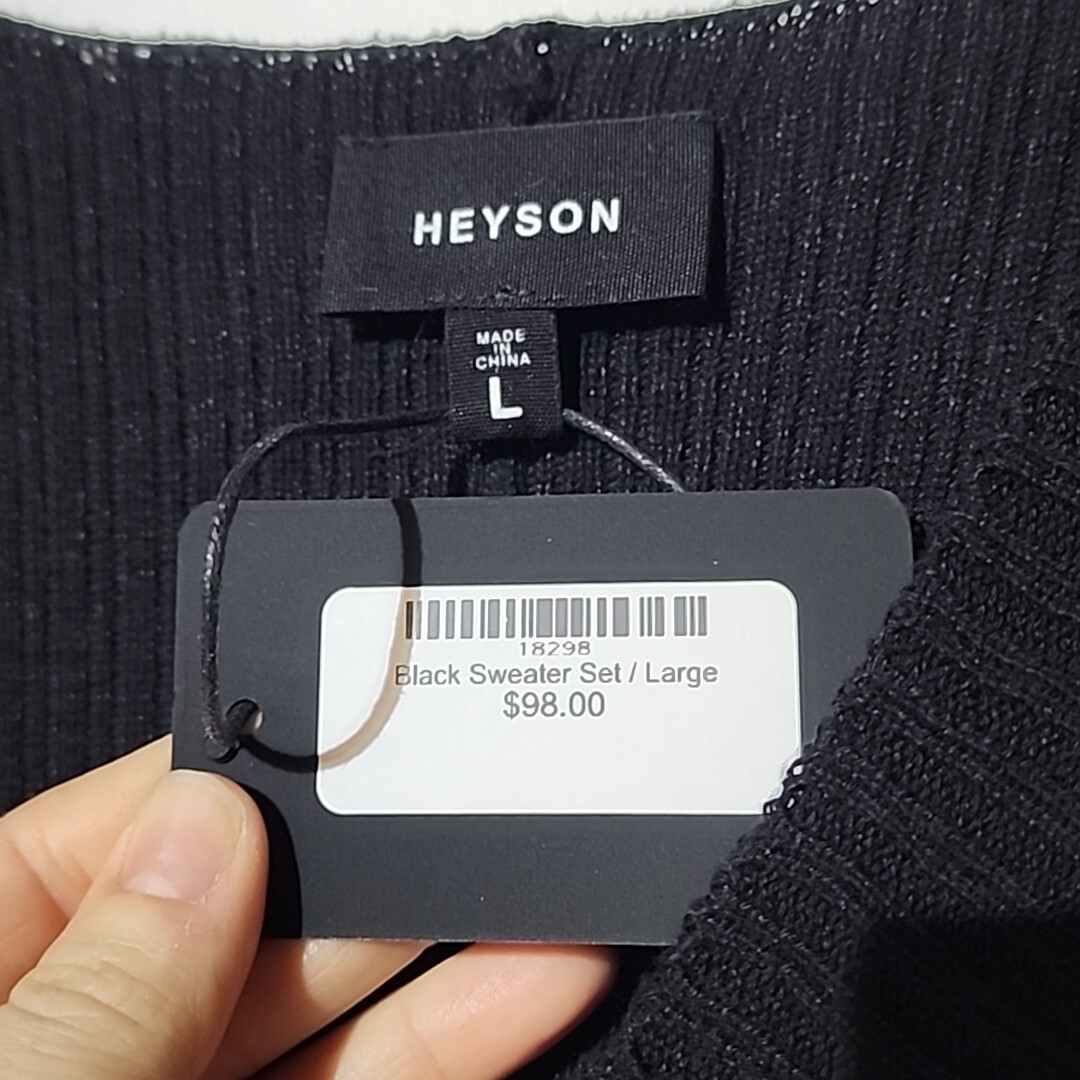 HEYSON
MADE
IN
CHINA
L
18298
Black Sweater Set / Large
$98.00